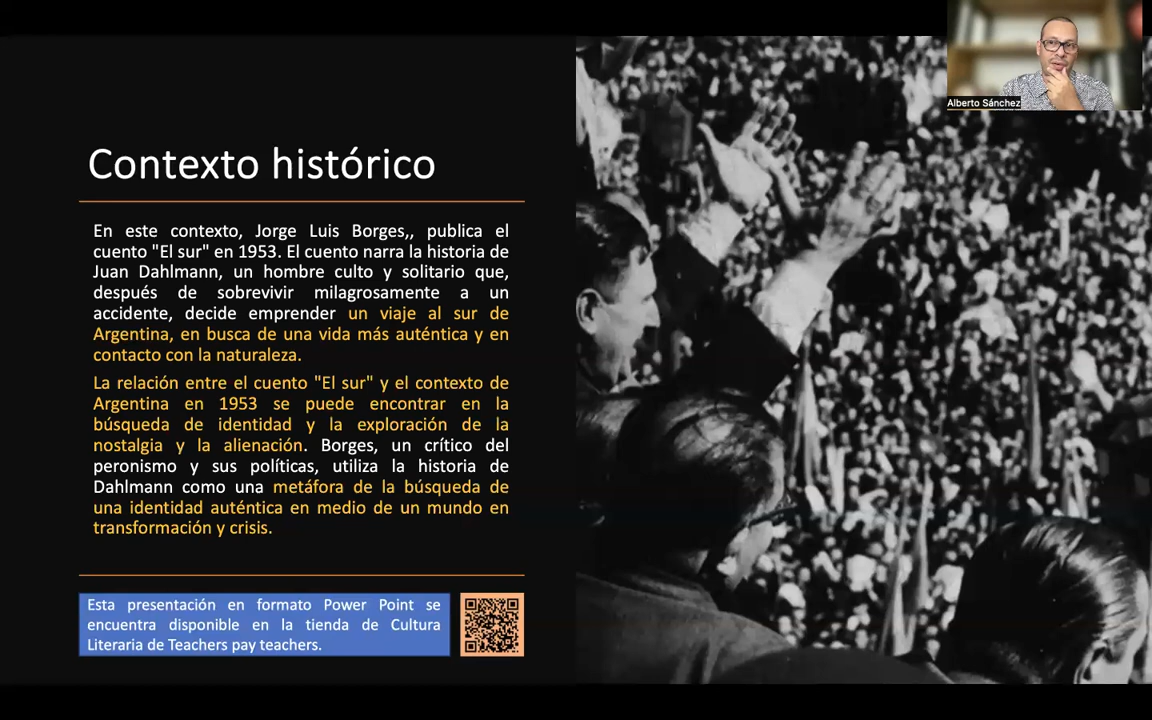 Alberto Sánchez
Contexto histórico
En este contexto, Jorge Luis Borges,, publica el
cuento "El sur" en 1953. El cuento narra la historia de
Juan Dahlmann, un hombre culto y solitario que,
después de sobrevivir milagrosamente a un
accidente, decide emprender un viaje al sur de
Argentina, en busca de una vida más auténtica y en
contacto con la naturaleza.
La relación entre el cuento "El sur" y el contexto de
Argentina en 1953 se puede encontrar en la
búsqueda de identidad y la exploración de la
nostalgia y la alienación. Borges, un crítico del
peronismo y sus políticas, utiliza la historia de
Dahlmann como una metáfora de la búsqueda de
una identidad auténtica en medio de un mundo en
transformación y crisis.
Esta presentación en formato Power Point se
encuentra disponible en la tienda de Cultura
Literaria de Teachers pay teachers.